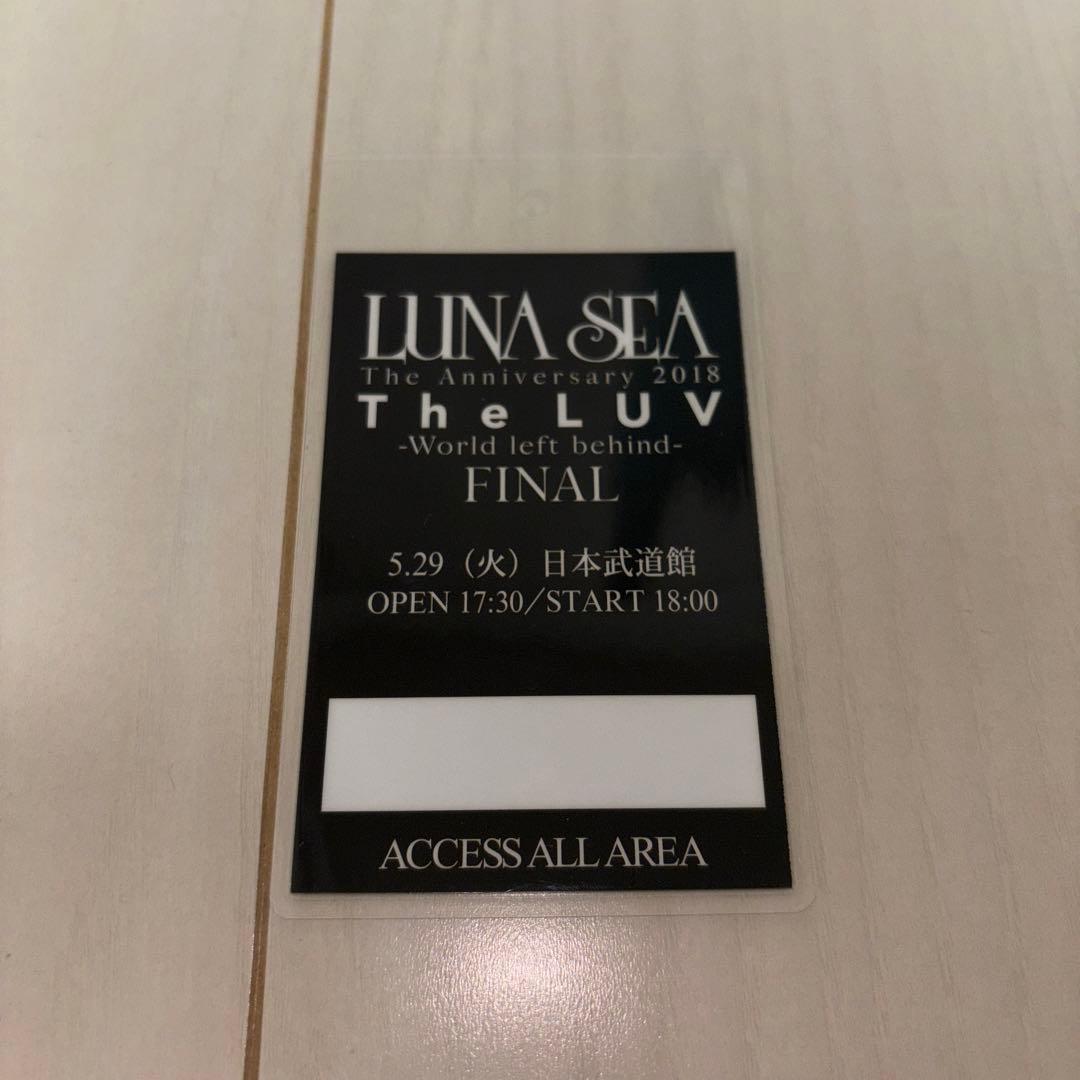 LUNA SEA
The Anniversary 2018
The LUV
-World left behind-
FINAL
5.29（火）日本武道館
OPEN 17:30/START 18:00
ACCESS ALL AREA